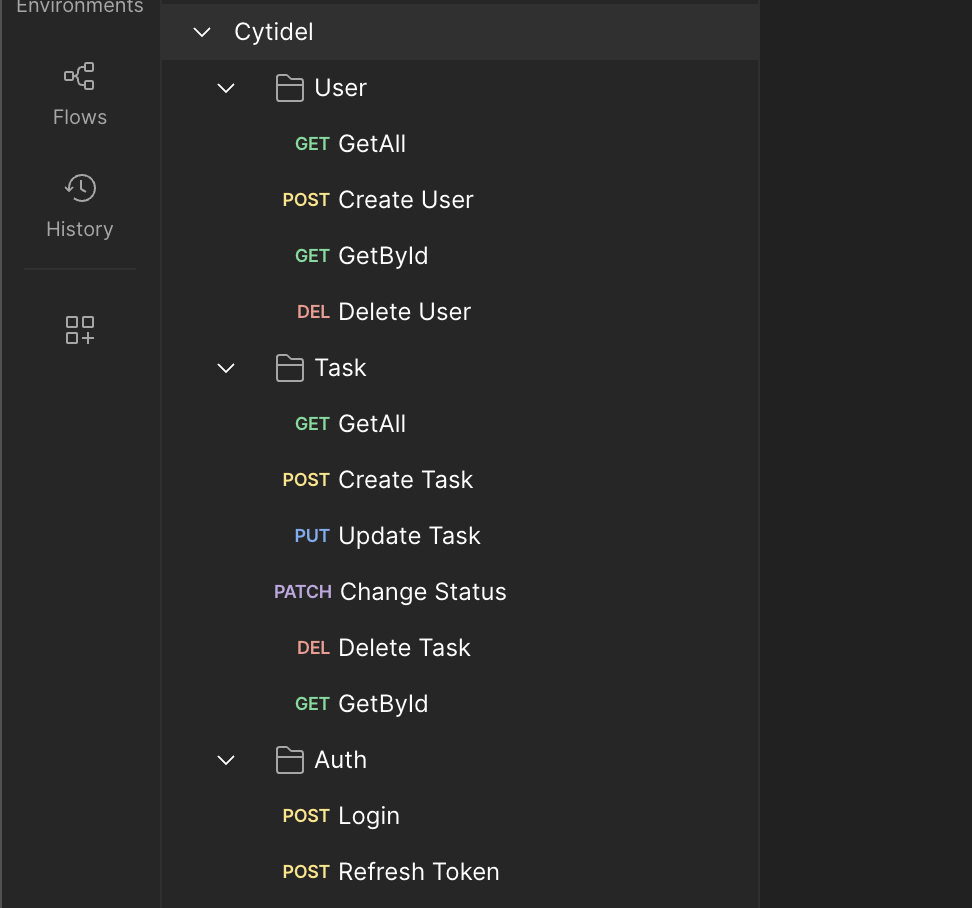 Environments
Flows
History
Cytidel
User
GET GetAll
POST Create User
GET GetById
DEL Delete User
Task
GET GetAll
POST Create Task
PUT Update Task
PATCH Change Status
DEL Delete Task
GET GetById
Auth
POST Login
POST Refresh Token